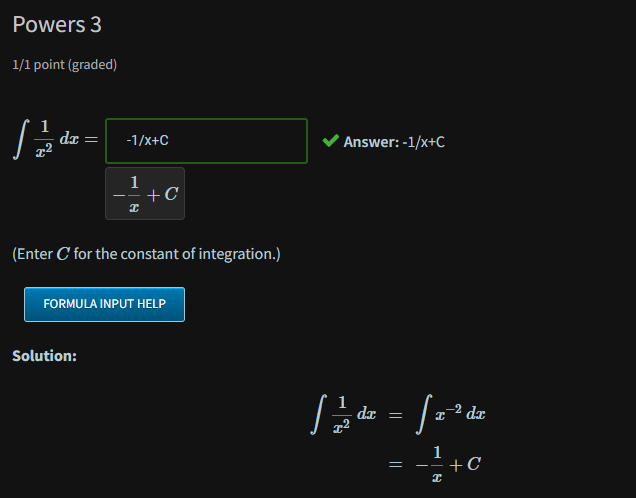 Powers 3
1/1 point (graded)
∫ 1/x² dx = -1/x+C ✔ Answer: -1/x+C
−1/x + C
(Enter C for the constant of integration.)
FORMULA INPUT HELP
Solution:
∫ 1/x² dx = ∫ x⁻² dx
= −1/x + C